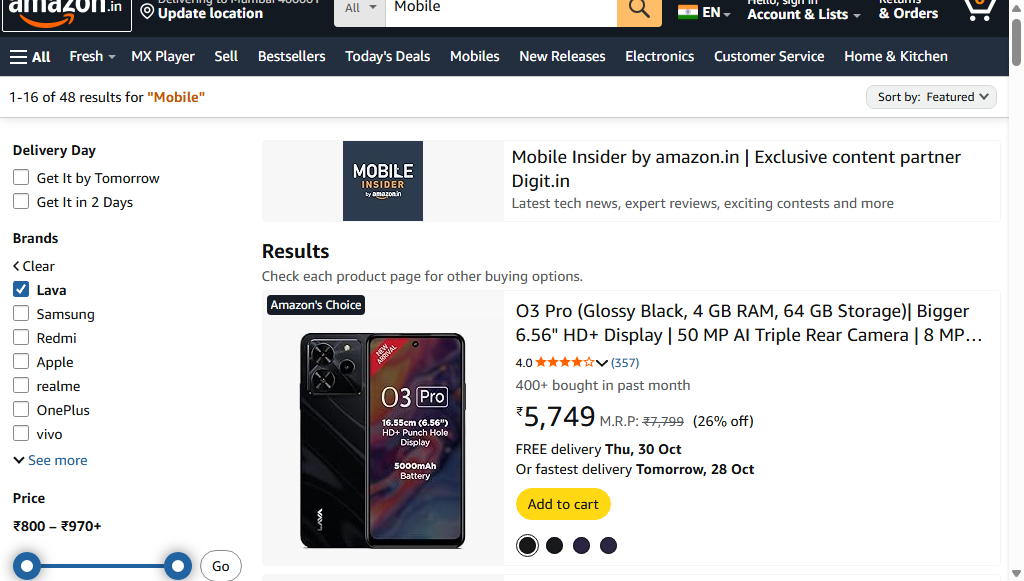 amazon.in
Delivering to Mumbai 400001
Update location
All
Mobile
EN
Hello, sign in
Account & Lists
Returns
& Orders
0
All
Fresh
MX Player
Sell
Bestsellers
Today's Deals
Mobiles
New Releases
Electronics
Customer Service
Home & Kitchen
1-16 of 48 results for "Mobile"
Sort by: Featured
Delivery Day
Get It by Tomorrow
Get It in 2 Days
Brands
Clear
Lava
Samsung
Redmi
Apple
realme
OnePlus
vivo
See more
Price
₹800 – ₹970+
Go
MOBILE
INSIDER
by amazon.in
Mobile Insider by amazon.in | Exclusive content partner
Digit.in
Latest tech news, expert reviews, exciting contests and more
Results
Check each product page for other buying options.
Amazon's Choice
NEW
ARRIVAL
O3 Pro
16.55cm (6.56")
HD+ Punch Hole
Display
5000mAh
Battery
LAVA
O3 Pro (Glossy Black, 4 GB RAM, 64 GB Storage)| Bigger
6.56" HD+ Display | 50 MP AI Triple Rear Camera | 8 MP…
4.0 (357)
400+ bought in past month
₹5,749 M.R.P: ₹7,799 (26% off)
FREE delivery Thu, 30 Oct
Or fastest delivery Tomorrow, 28 Oct
Add to cart